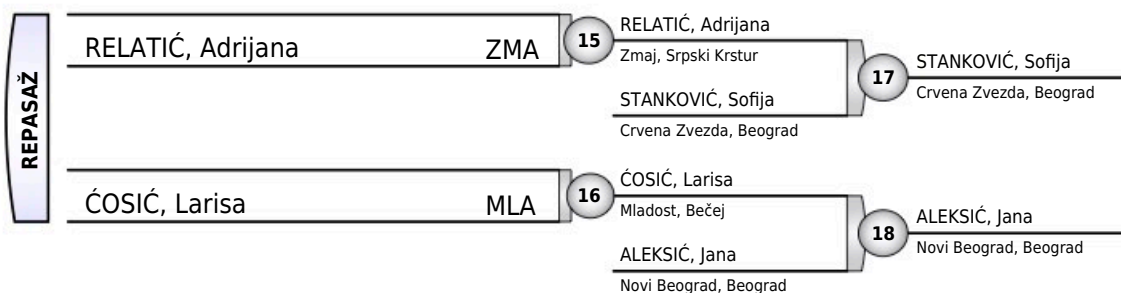 REPASAŽ
RELATIĆ, Adrijana ZMA
15
RELATIĆ, Adrijana
Zmaj, Srpski Krstur
STANKOVIĆ, Sofija
Crvena Zvezda, Beograd
17
STANKOVIĆ, Sofija
Crvena Zvezda, Beograd
ĆOSIĆ, Larisa MLA
16
ĆOSIĆ, Larisa
Mladost, Bečej
ALEKSIĆ, Jana
Novi Beograd, Beograd
18
ALEKSIĆ, Jana
Novi Beograd, Beograd